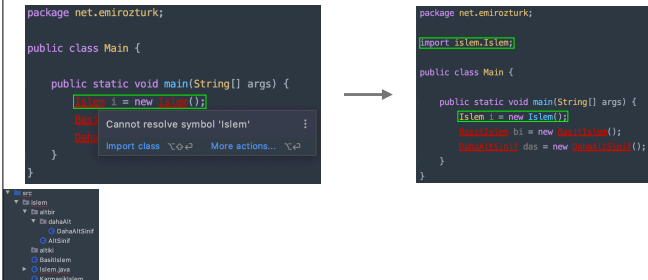 package net.emirozturk;
public class Main {
public static void main(String[] args) {
Islem i = new Islem();
Cannot resolve symbol 'Islem'
Import class ⌥⇧⏎ More actions... ⌥⏎
}
}
package net.emirozturk;
import islem.Islem;
public class Main {
public static void main(String[] args) {
Islem i = new Islem();
BasitIslem bi = new BasitIslem();
DahaAltSinif das = new DahaAltSinif();
}
}
src
islem
altbir
dahaAlt
DahaAltSinif
AltSinif
altiki
BasitIslem
Islem.java
KarmasikIslem